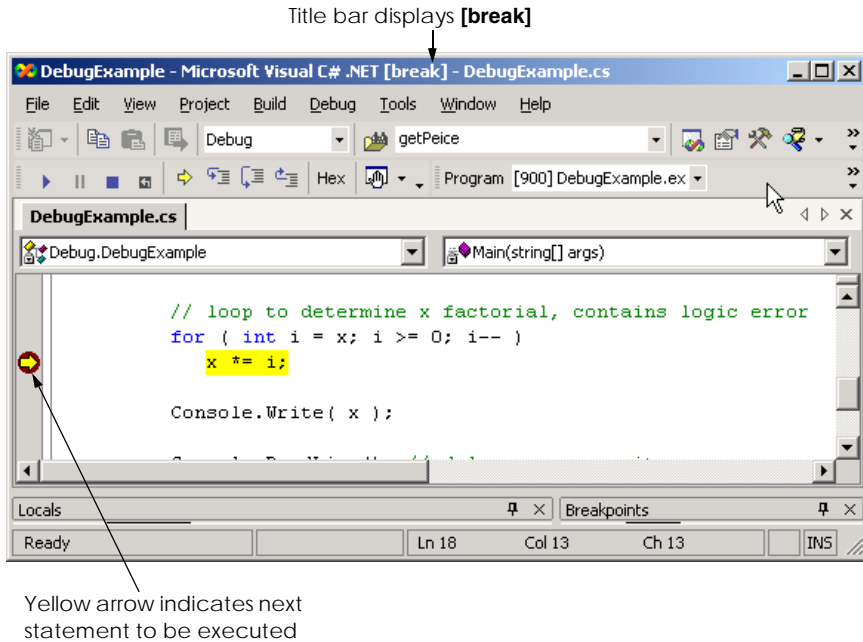 Title bar displays [break]
DebugExample - Microsoft Visual C# .NET [break] - DebugExample.cs
File Edit View Project Build Debug Tools Window Help
Debug getPeice
Hex Program [900] DebugExample.ex
DebugExample.cs
Debug.DebugExample Main(string[] args)
// loop to determine x factorial, contains logic error
for ( int i = x; i >= 0; i-- )
x *= i;
Console.Write( x );
Locals Breakpoints
Ready Ln 18 Col 13 Ch 13 INS
Yellow arrow indicates next
statement to be executed